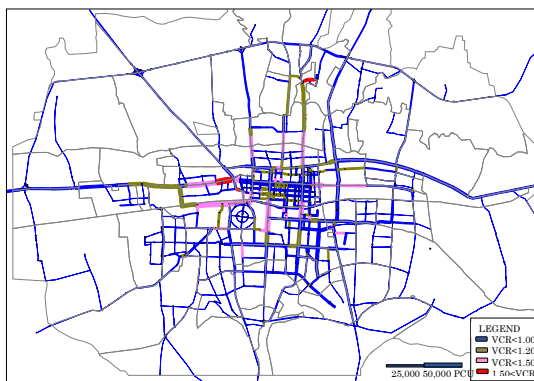 LEGEND
VCR<1.00
VCR<1.20
VCR<1.50
1.50<VCR
25,000 50,000 PCU